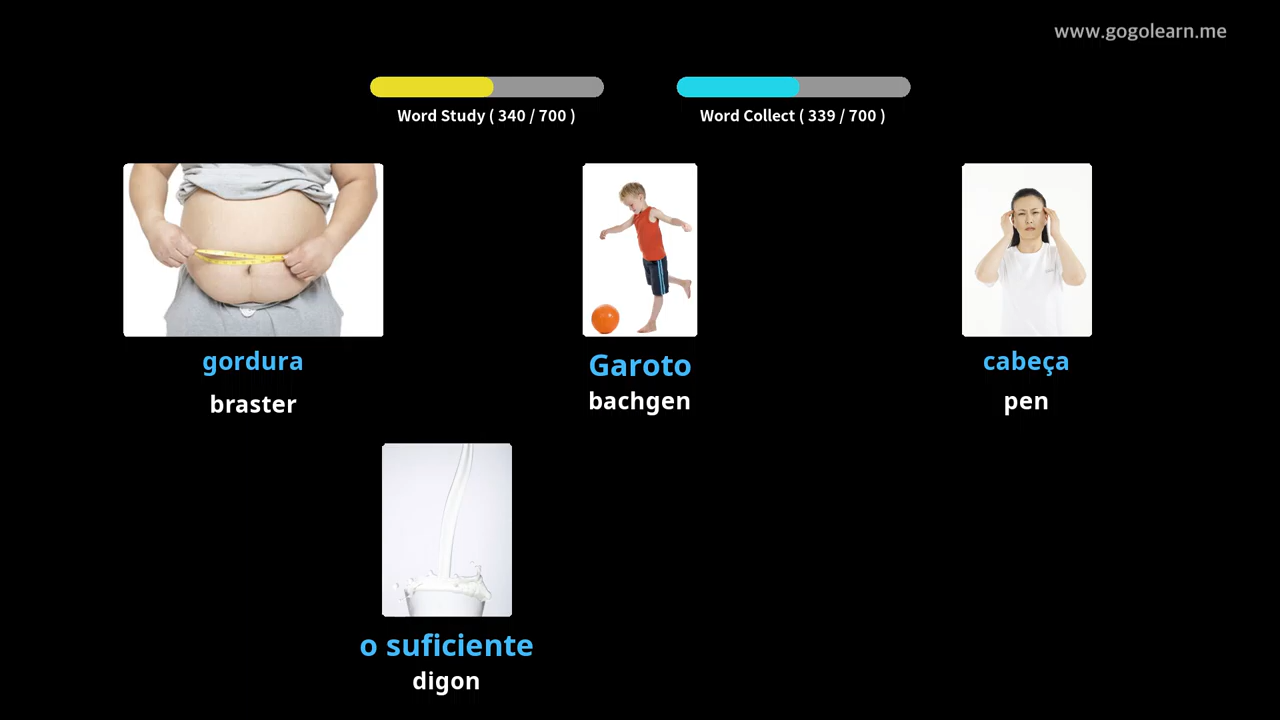 www.gogolearn.me
Word Study ( 340 / 700 )
Word Collect ( 339 / 700 )
gordura
braster
Garoto
bachgen
cabeça
pen
o suficiente
digon